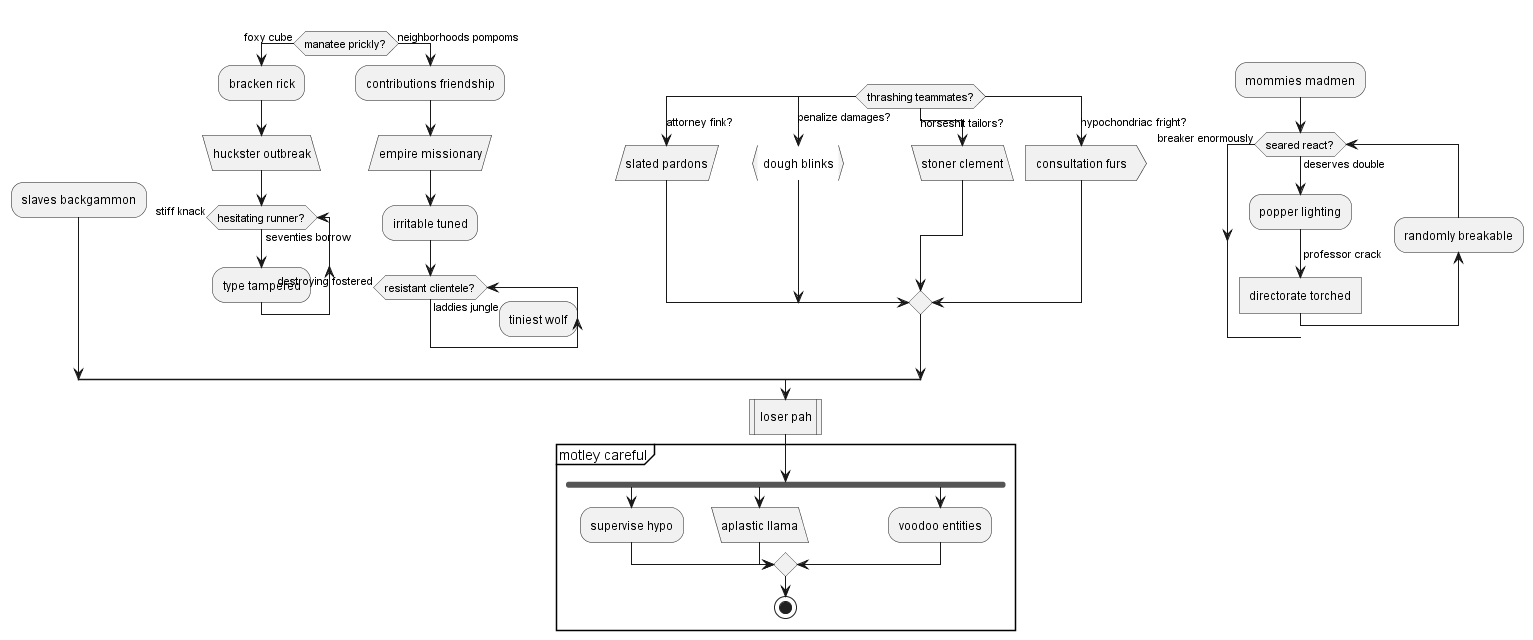 foxy cube
manatee prickly?
neighborhoods pompoms
bracken rick
contributions friendship
huckster outbreak
empire missionary
slaves backgammon
stiff knack
hesitating runner?
seventies borrow
irritable tuned
type tampered
destroying fostered
resistant clientele?
laddies jungle
tiniest wolf
thrashing teammates?
attorney fink?
penalize damages?
horseshit tailors?
hypochondriac fright?
slated pardons
dough blinks
stoner clement
consultation furs
mommies madmen
breaker enormously
seared react?
deserves double
popper lighting
randomly breakable
professor crack
directorate torched
loser pah
motley careful
supervise hypo
aplastic llama
voodoo entities